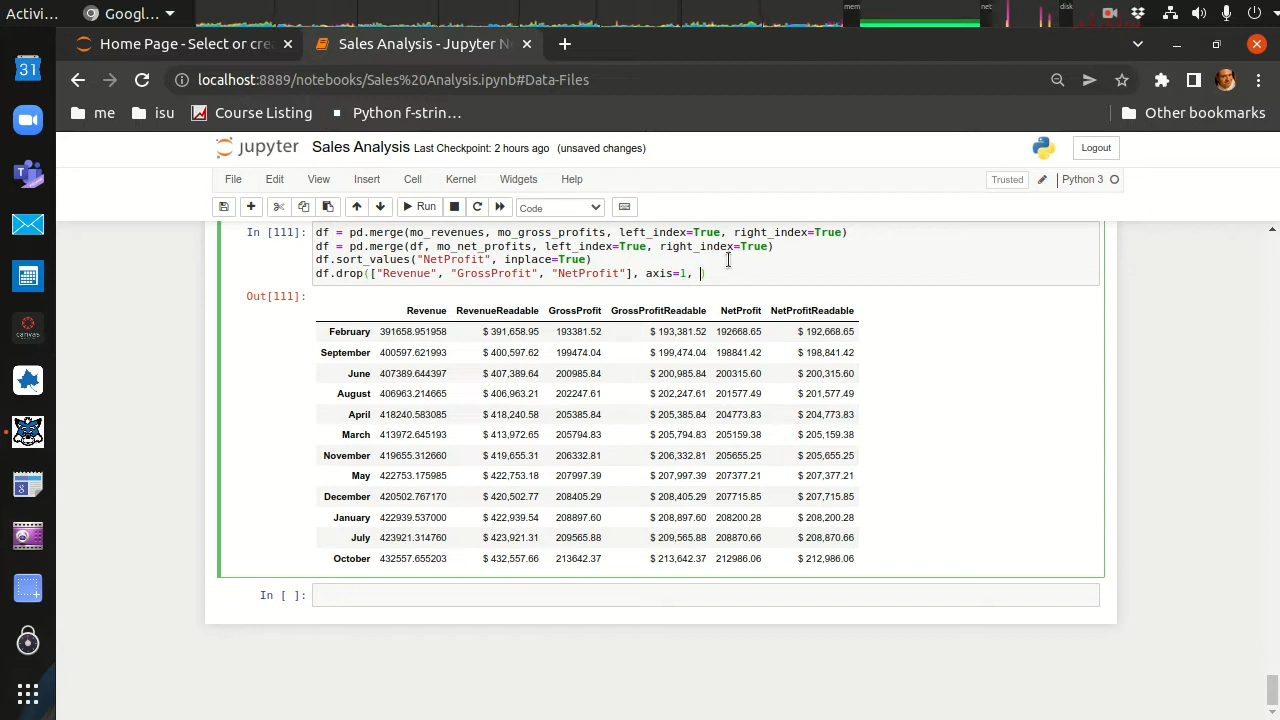 Activi...
Googl...
mem
net
disk
31
Home Page - Select or cre
Sales Analysis - Jupyter N
localhost:8889/notebooks/Sales%20Analysis.ipynb#Data-Files
me
isu
Course Listing
Python f-strin...
Other bookmarks
jupyter
Sales Analysis Last Checkpoint: 2 hours ago (unsaved changes)
Logout
File Edit View Insert Cell Kernel Widgets Help
Trusted
Python 3
Run
Code
In [111]:
df = pd.merge(mo_revenues, mo_gross_profits, left_index=True, right_index=True)
df = pd.merge(df, mo_net_profits, left_index=True, right_index=True)
df.sort_values("NetProfit", inplace=True)
df.drop(["Revenue", "GrossProfit", "NetProfit"], axis=1, )
Out[111]:
Revenue RevenueReadable GrossProfit GrossProfitReadable NetProfit NetProfitReadable
February 391658.951958 $ 391,658.95 193381.52 $ 193,381.52 192668.65 $ 192,668.65
September 400597.621993 $ 400,597.62 199474.04 $ 199,474.04 198841.42 $ 198,841.42
June 407389.644397 $ 407,389.64 200985.84 $ 200,985.84 200315.60 $ 200,315.60
August 406963.214665 $ 406,963.21 202247.61 $ 202,247.61 201577.49 $ 201,577.49
April 418240.583085 $ 418,240.58 205385.84 $ 205,385.84 204773.83 $ 204,773.83
March 413972.645193 $ 413,972.65 205794.83 $ 205,794.83 205159.38 $ 205,159.38
November 419655.312660 $ 419,655.31 206332.81 $ 206,332.81 205655.25 $ 205,655.25
May 422753.175985 $ 422,753.18 207997.39 $ 207,997.39 207377.21 $ 207,377.21
December 420502.767170 $ 420,502.77 208405.29 $ 208,405.29 207715.85 $ 207,715.85
January 422939.537000 $ 422,939.54 208897.60 $ 208,897.60 208200.28 $ 208,200.28
July 423921.314760 $ 423,921.31 209565.88 $ 209,565.88 208870.66 $ 208,870.66
October 432557.655203 $ 432,557.66 213642.37 $ 213,642.37 212986.06 $ 212,986.06
In [ ]:
canvas